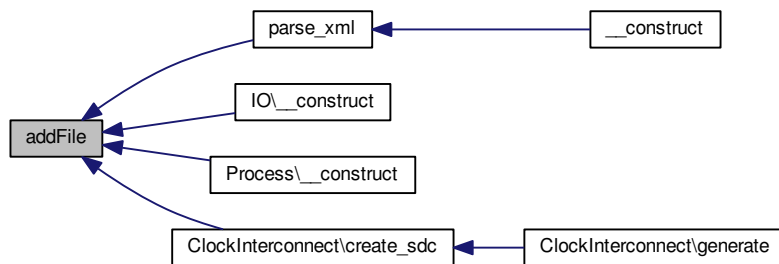 parse_xml
__construct
IO\__construct
addFile
Process\__construct
ClockInterconnect\create_sdc
ClockInterconnect\generate